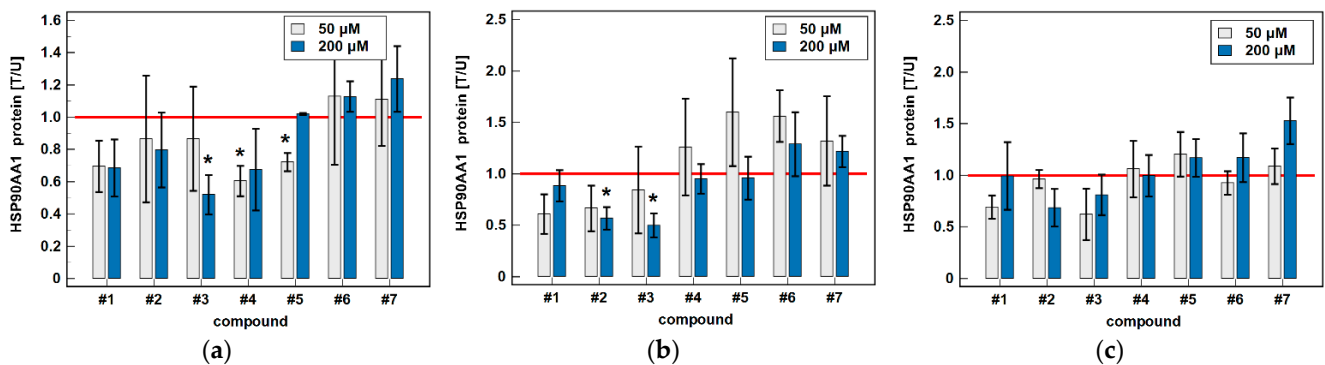 HSP90AA1 protein [T/U]
1.6
1.4
1.2
1.0
0.8
0.6
0.4
0.2
0
50 µM
200 µM
*
*
*
#1 #2 #3 #4 #5 #6 #7
compound
(a)
HSP90AA1 protein [T/U]
2.5
2.0
1.5
1.0
0.5
0
50 µM
200 µM
*
*
#1 #2 #3 #4 #5 #6 #7
compound
(b)
HSP90AA1 protein [T/U]
2.5
2.0
1.5
1.0
0.5
0
50 µM
200 µM
#1 #2 #3 #4 #5 #6 #7
compound
(c)